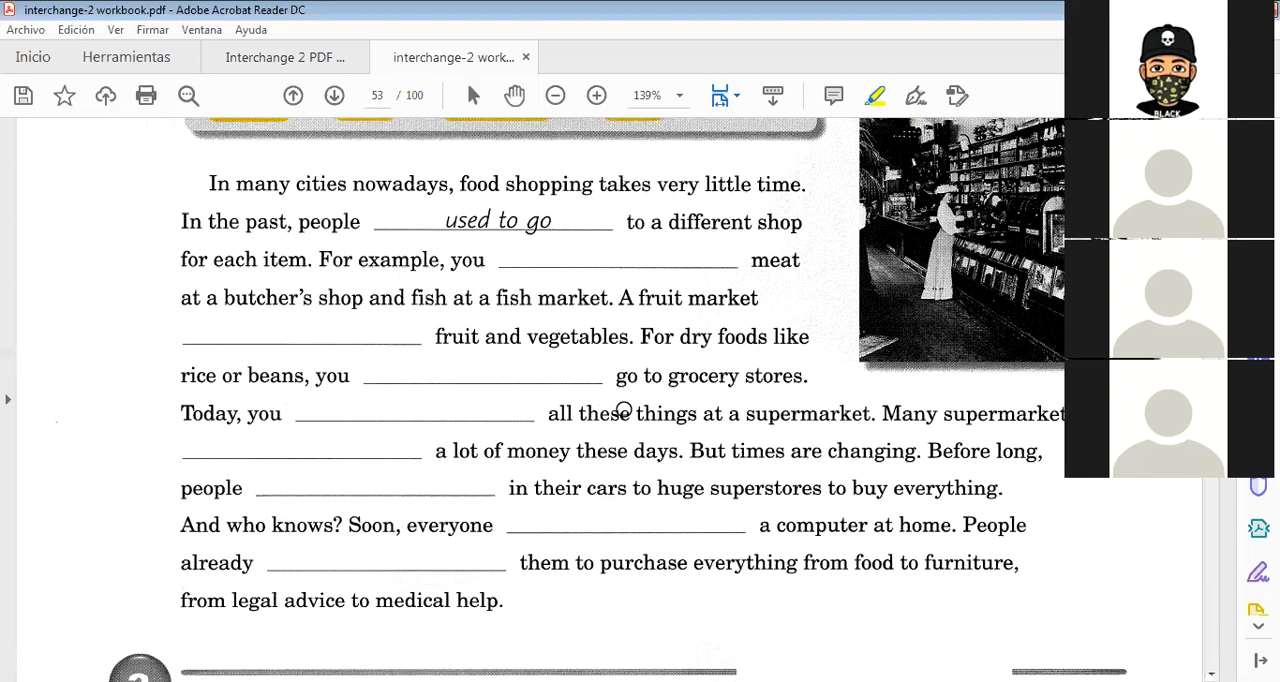 interchange-2 workbook.pdf - Adobe Acrobat Reader DC
Archivo Edición Ver Firmar Ventana Ayuda
Inicio Herramientas Interchange 2 PDF ... interchange-2 work... ×
53 / 100 139%
BLACK
In many cities nowadays, food shopping takes very little time.
In the past, people used to go to a different shop
for each item. For example, you meat
at a butcher's shop and fish at a fish market. A fruit market
fruit and vegetables. For dry foods like
rice or beans, you go to grocery stores.
Today, you all these things at a supermarket. Many supermarket
a lot of money these days. But times are changing. Before long,
people in their cars to huge superstores to buy everything.
And who knows? Soon, everyone a computer at home. People
already them to purchase everything from food to furniture,
from legal advice to medical help.